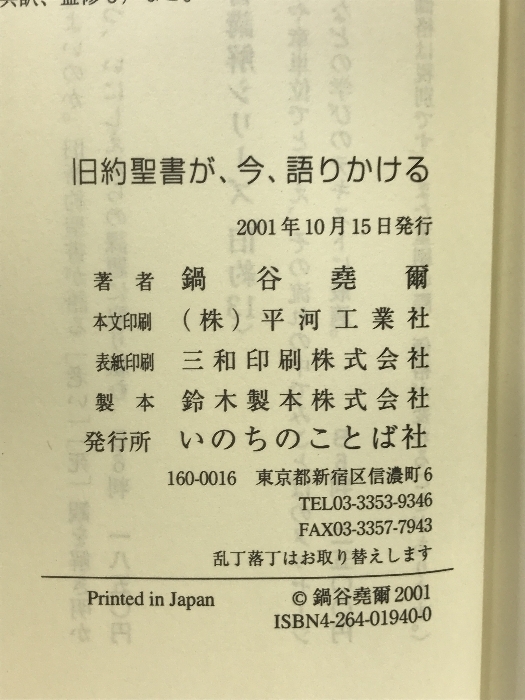 旧約聖書が、今、語りかける
2001年10月15日発行
著者 鍋谷堯爾
本文印刷 （株）平河工業社
表紙印刷 三和印刷株式会社
製本 鈴木製本株式会社
発行所 いのちのことば社
160-0016 東京都新宿区信濃町6
TEL03-3353-9346
FAX03-3357-7943
乱丁落丁はお取り替えします
Printed in Japan © 鍋谷堯爾 2001
ISBN4-264-01940-0